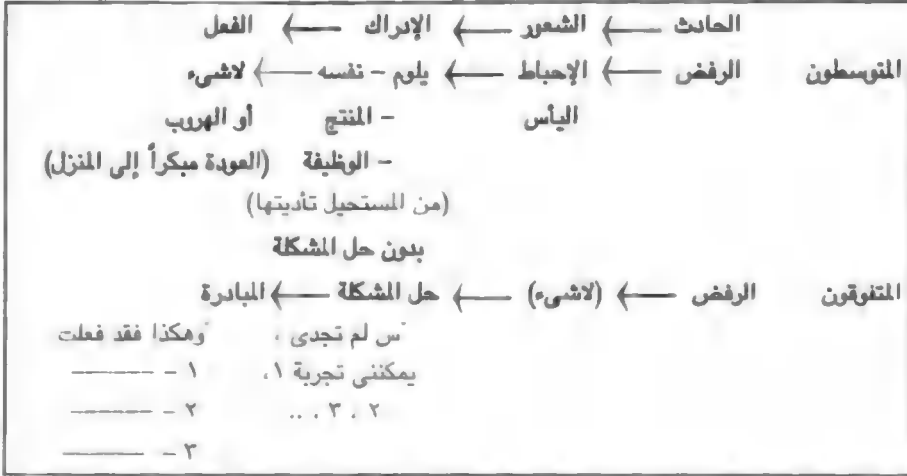 الحادث ← الشعور ← الإدراك ← الفعل
المتوسطون الرفض ← الإحباط ← يلوم – نفسه ← لاشىء
اليأس – المنتج أو الهروب
– الوظيفة (العودة مبكراً إلى المنزل)
(من المستحيل تأديتها)
بدون حل المشكلة
المتفوقون الرفض ← (لاشىء) ← حل المشكلة ← المبادرة
"س لم تجدى ، "وهكذا فقد فعلت
يمكننى تجربة ١، ١ – ———
٢ ، ٣ ، .. ٢ – ———
٣ – ———